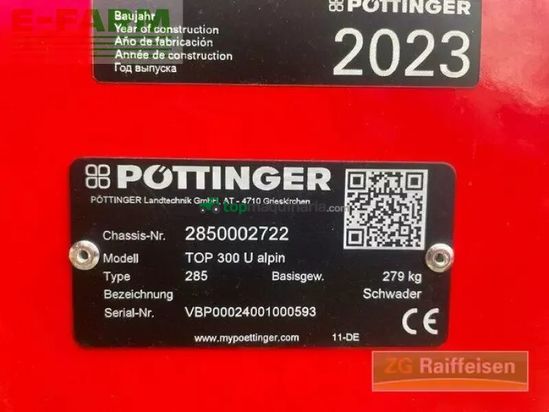 E-FARM
Baujahr
Year of construction
Año de fabricación
Année de construction
Год выпуска
PÖTTINGER
2023
PÖTTINGER
PÖTTINGER Landtechnik GmbH, AT - 4710 Grieskirchen
topmaquinaria.com
Chassis-Nr. 2850002722
Modell TOP 300 U alpin
Type 285 Basisgew. 279 kg
Bezeichnung Schwader
Serial-Nr. VBP00024001000593
CE
www.mypoettinger.com 11-DE
ZG Raiffeisen